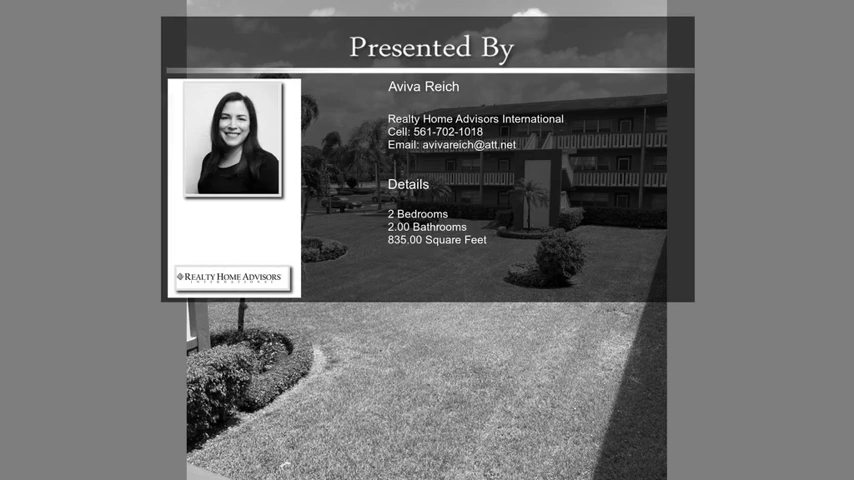 Presented By
Aviva Reich
Realty Home Advisors International
Cell: 561-702-1018
Email: avivareich@att.net
Details
2 Bedrooms
2.00 Bathrooms
835.00 Square Feet
REALTY HOME ADVISORS
INTERNATIONAL